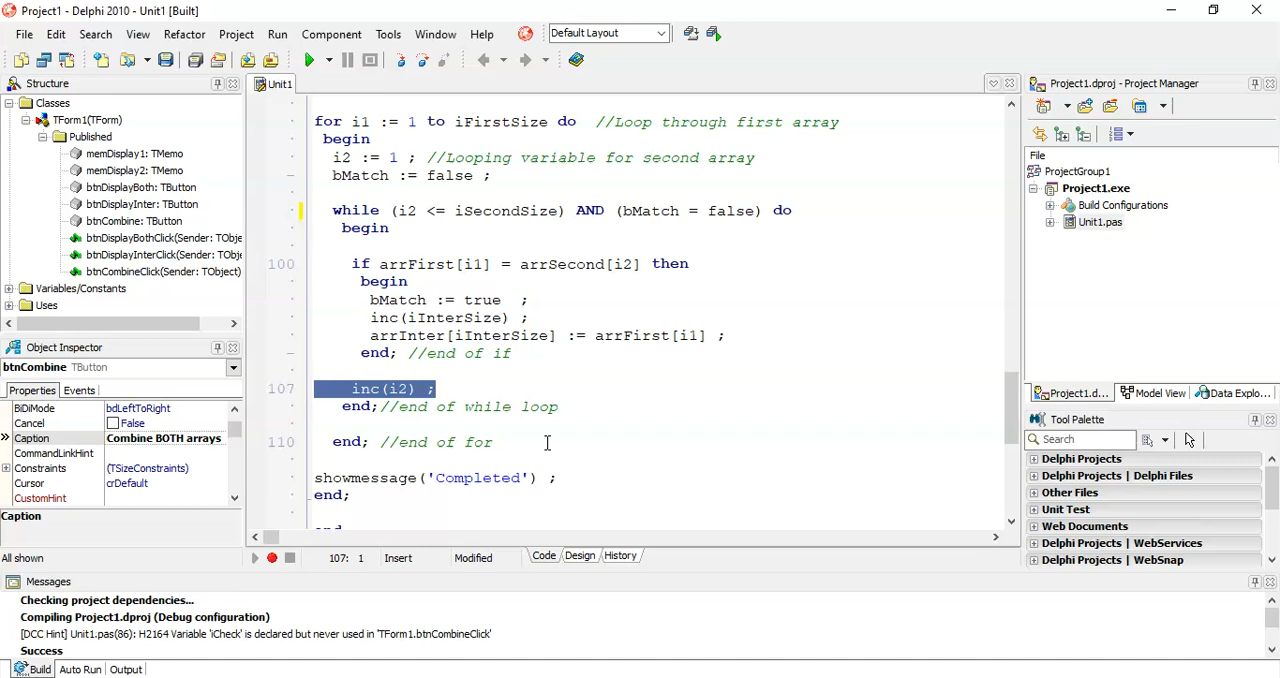 Project1 - Delphi 2010 - Unit1 [Built]
File Edit Search View Refactor Project Run Component Tools Window Help Default Layout
Structure
Classes
TForm1(TForm)
Published
memDisplay1: TMemo
memDisplay2: TMemo
btnDisplayBoth: TButton
btnDisplayInter: TButton
btnCombine: TButton
btnDisplayBothClick(Sender: TObje
btnDisplayInterClick(Sender: TObje
btnCombineClick(Sender: TObject)
Variables/Constants
Uses
Object Inspector
btnCombine TButton
Properties Events
BiDiMode bdLeftToRight
Cancel False
Caption Combine BOTH arrays
CommandLinkHint
Constraints (TSizeConstraints)
Cursor crDefault
CustomHint
Caption
All shown
Unit1
for i1 := 1 to iFirstSize do //Loop through first array
begin
i2 := 1 ; //Looping variable for second array
bMatch := false ;
while (i2 <= iSecondSize) AND (bMatch = false) do
begin
100 if arrFirst[i1] = arrSecond[i2] then
begin
bMatch := true ;
inc(iInterSize) ;
arrInter[iInterSize] := arrFirst[i1] ;
end; //end of if
107 inc(i2) ;
end;//end of while loop
110 end; //end of for
showmessage('Completed') ;
end;
end
107: 1 Insert Modified Code Design History
Project1.dproj - Project Manager
File
ProjectGroup1
Project1.exe
Build Configurations
Unit1.pas
Project1.d... Model View Data Explo...
Tool Palette
Search
Delphi Projects
Delphi Projects | Delphi Files
Other Files
Unit Test
Web Documents
Delphi Projects | WebServices
Delphi Projects | WebSnap
Messages
Checking project dependencies...
Compiling Project1.dproj (Debug configuration)
[DCC Hint] Unit1.pas(86): H2164 Variable 'iCheck' is declared but never used in 'TForm1.btnCombineClick'
Success
Build Auto Run Output